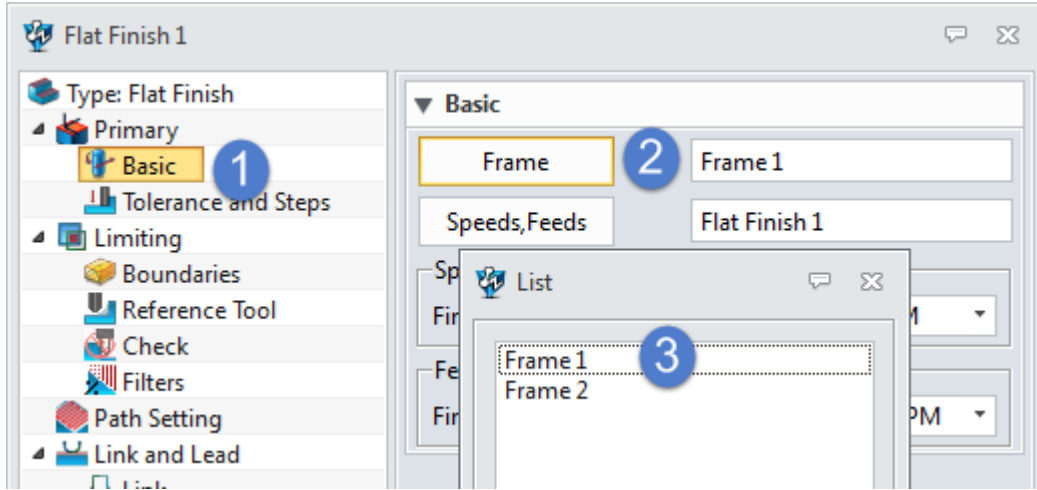 Flat Finish 1
Type: Flat Finish
Primary
Basic
1
Tolerance and Steps
Limiting
Boundaries
Reference Tool
Check
Filters
Path Setting
Link and Lead
Link
Basic
Frame
2
Frame 1
Speeds,Feeds
Flat Finish 1
List
Frame 1
3
Frame 2